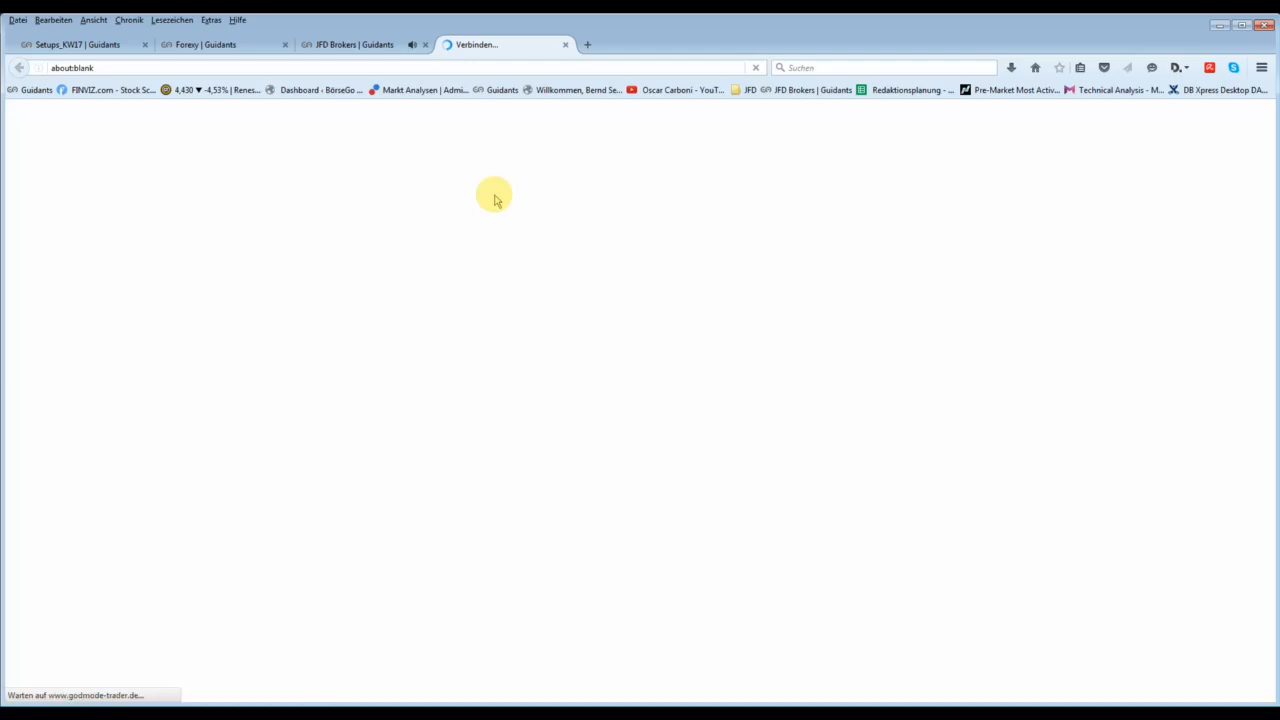 Datei Bearbeiten Ansicht Chronik Lesezeichen Extras Hilfe
Setups_KW17 | Guidants Forexy | Guidants JFD Brokers | Guidants Verbinden...
about:blank Suchen
Guidants FINVIZ.com - Stock Sc... 4,430 ▼ -4,53% | Renes... Dashboard ‹ BörseGo ... Markt Analysen | Admi... Guidants Willkommen, Bernd Se... Oscar Carboni - YouT... JFD JFD Brokers | Guidants Redaktionsplanung - ... Pre-Market Most Activ... Technical Analysis - M... DB Xpress Desktop DA...
Warten auf www.godmode-trader.de...